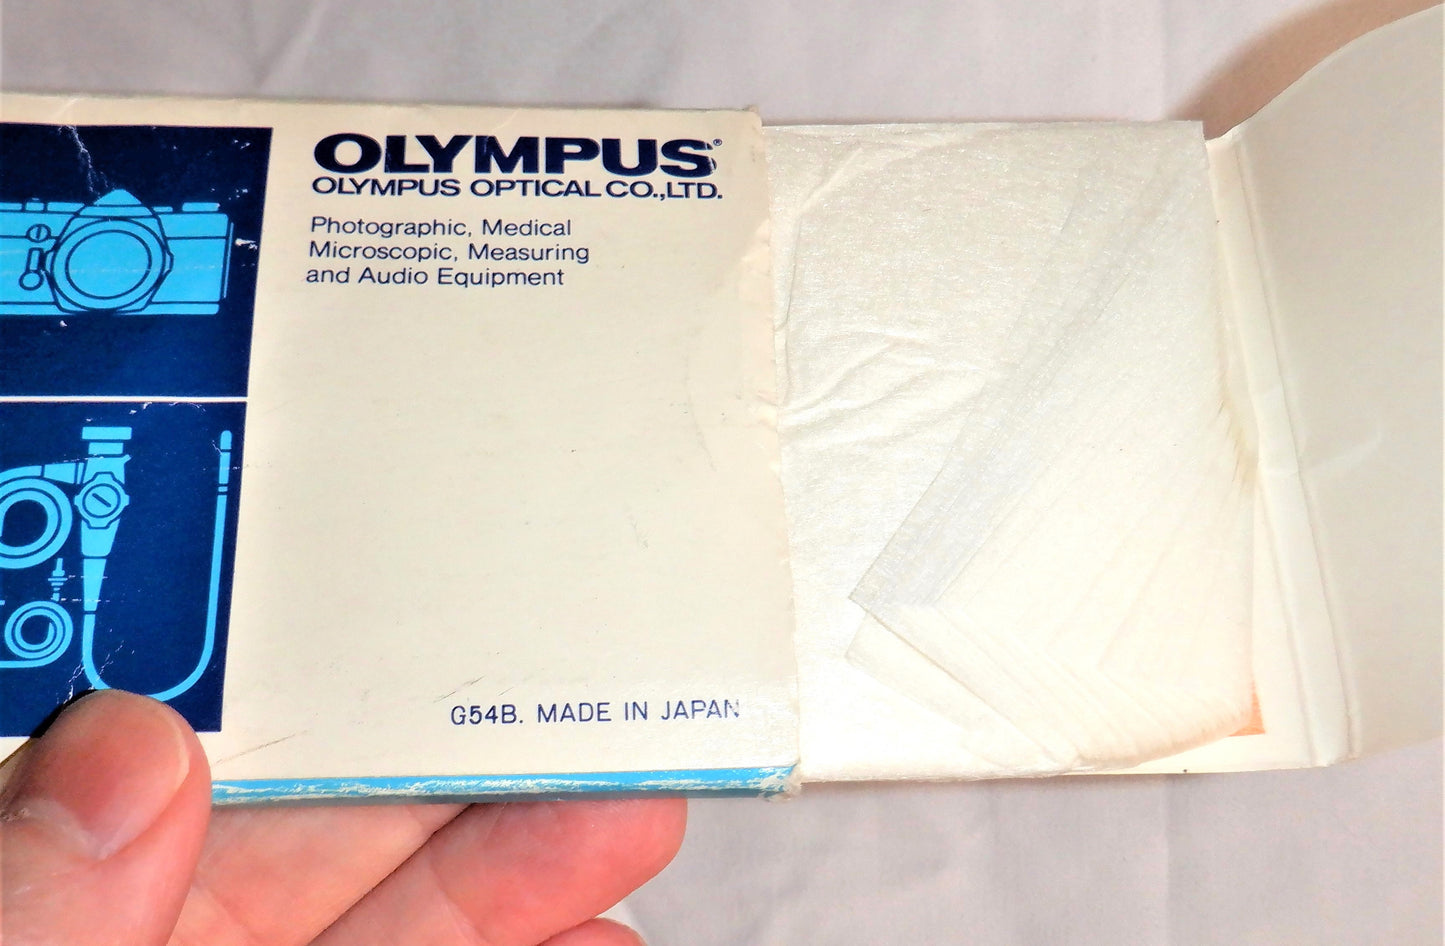 OLYMPUS®
OLYMPUS OPTICAL CO.,LTD.
Photographic, Medical
Microscopic, Measuring
and Audio Equipment
G54B. MADE IN JAPAN